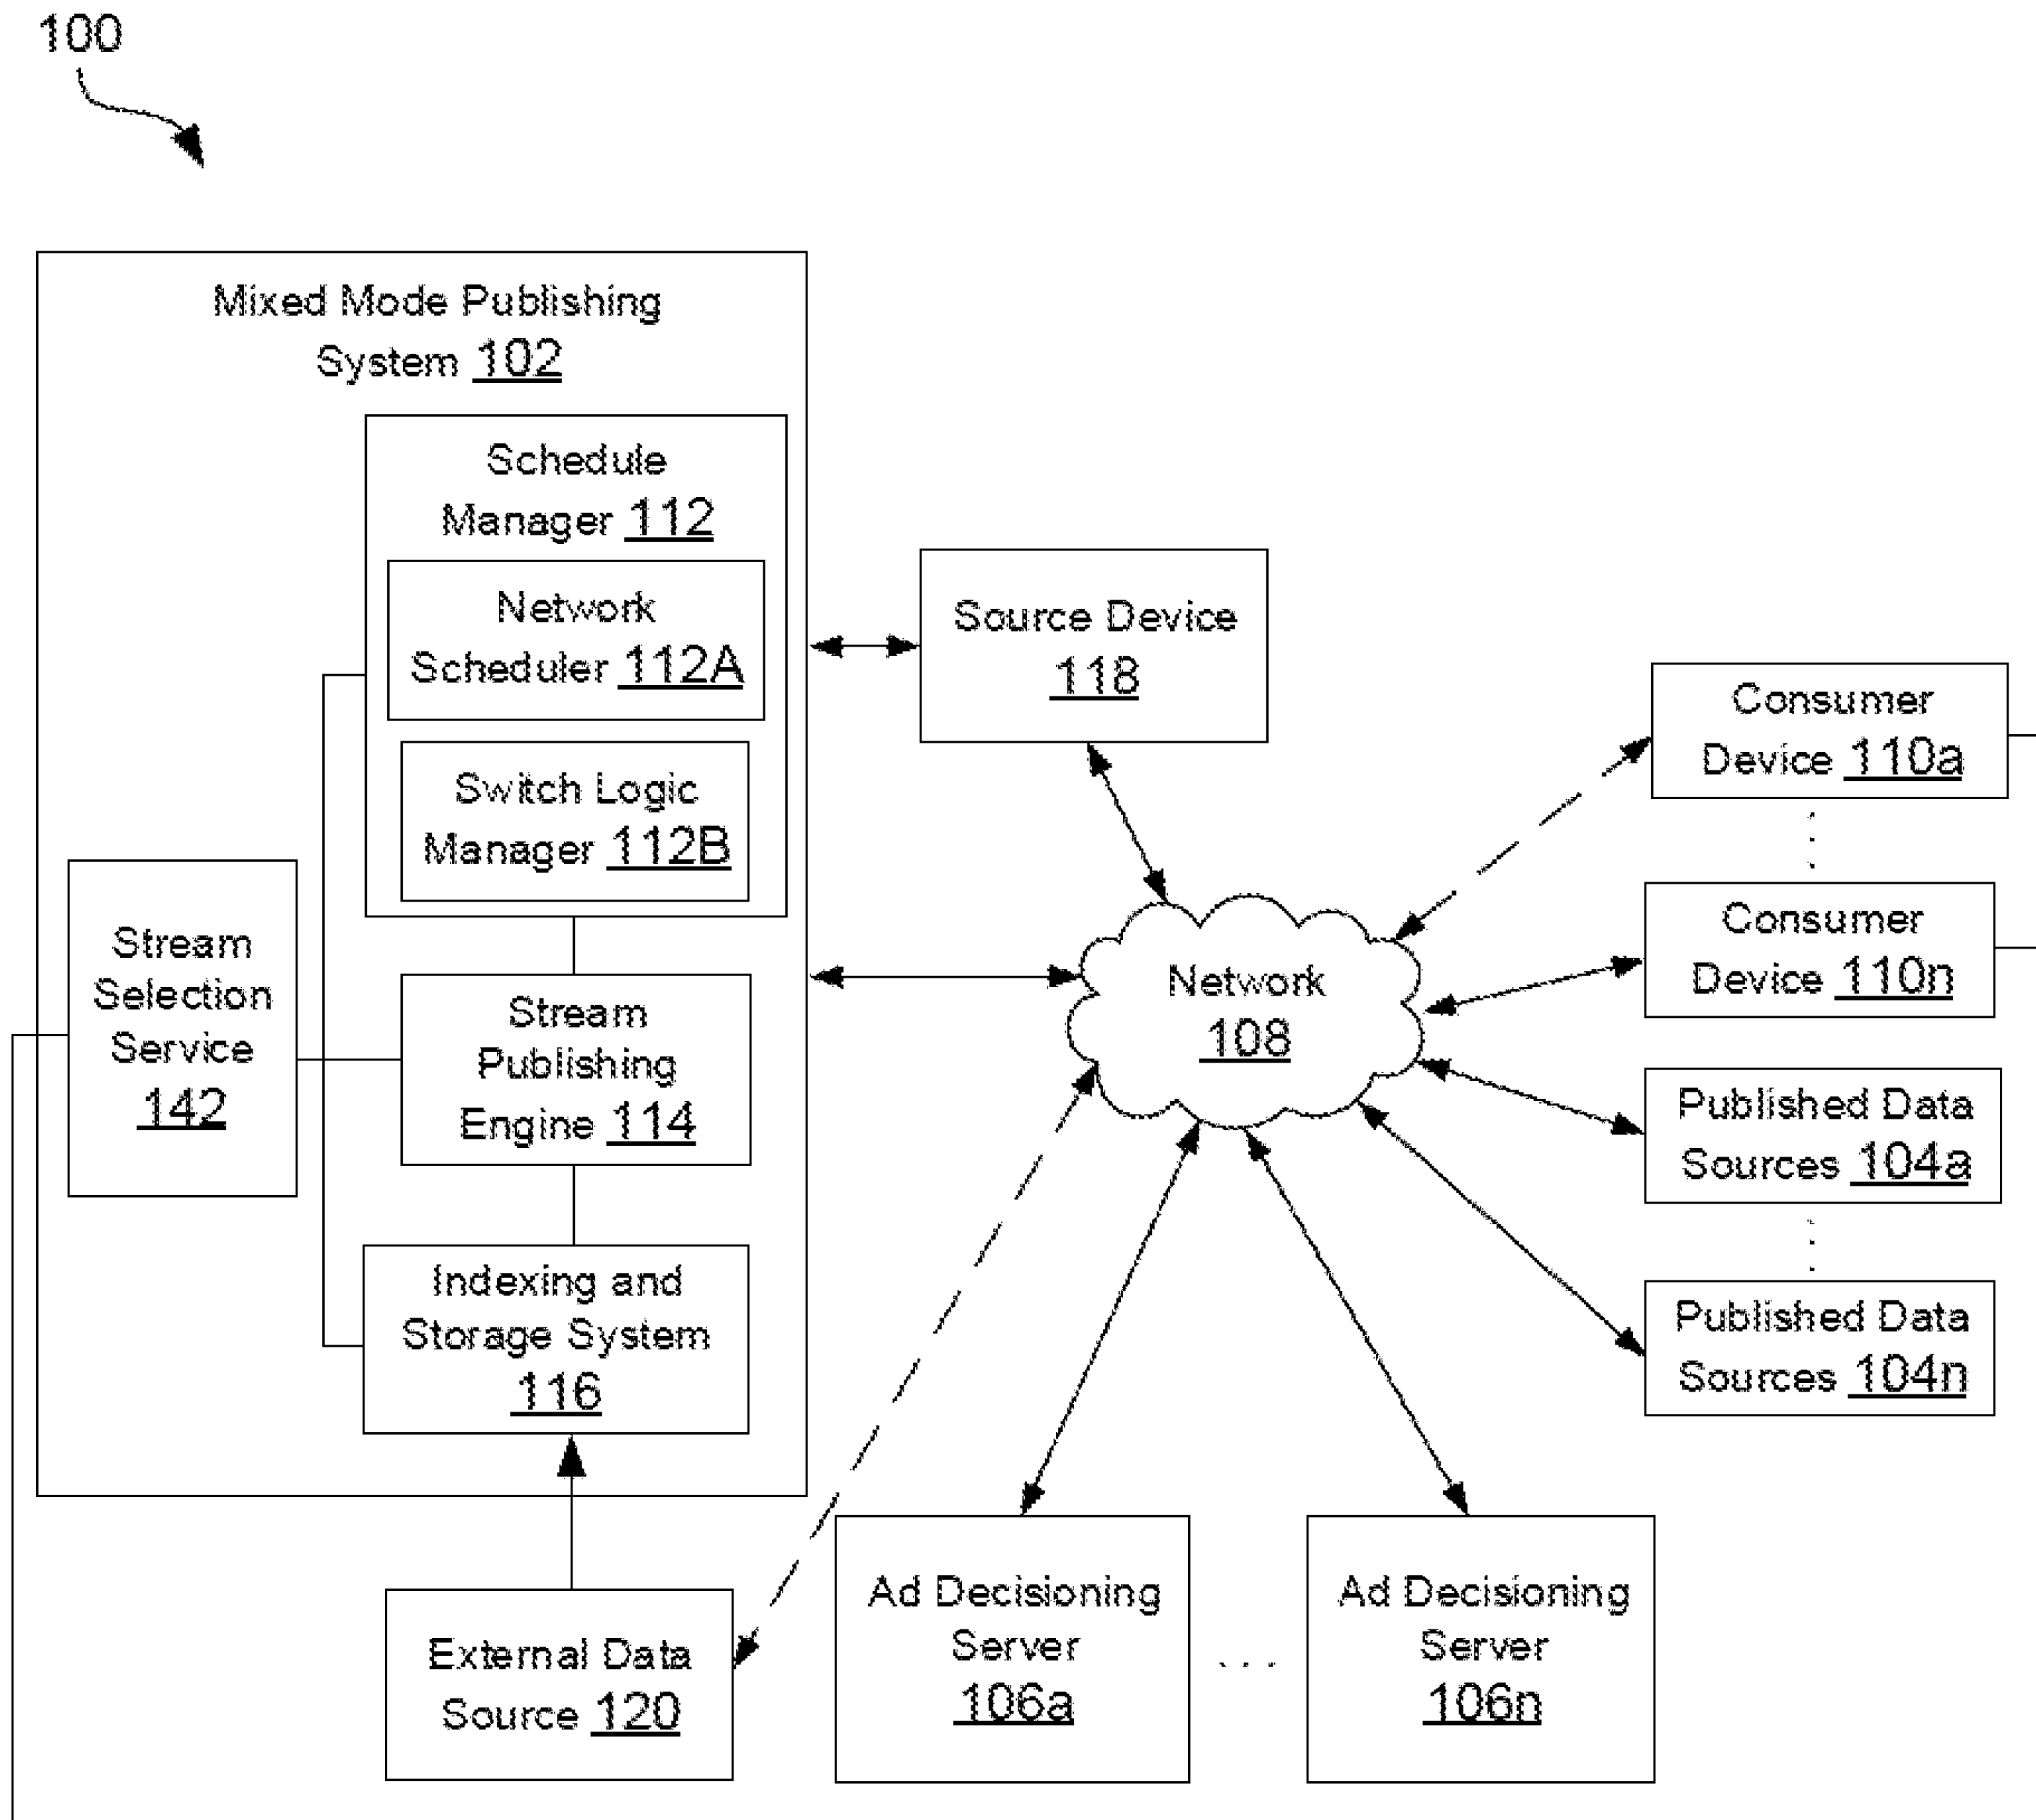 100
Mixed Mode Publishing
System 102
Schedule
Manager 112
Network
Scheduler 112A
Switch Logic
Manager 112B
Stream
Selection
Service
142
Stream
Publishing
Engine 114
Indexing and
Storage System
116
External Data
Source 120
Source Device
118
Network
108
Consumer
Device 110a
Consumer
Device 110n
Published Data
Sources 104a
Published Data
Sources 104n
Ad Decisioning
Server
106a
. . .
Ad Decisioning
Server
106n